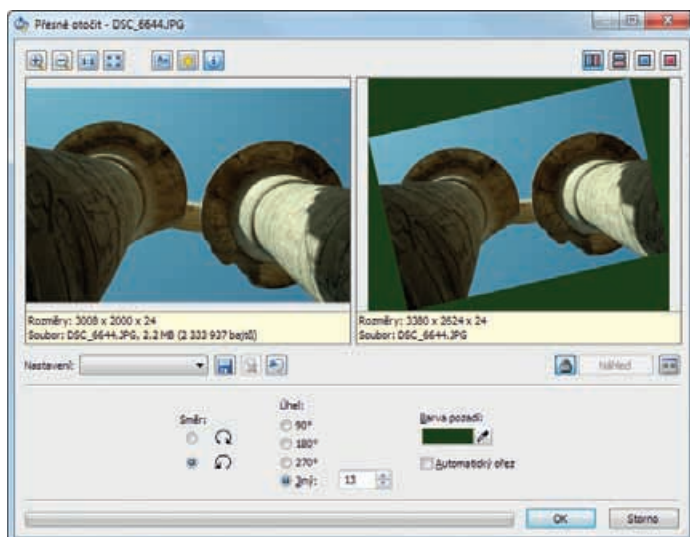 Přesné otočit - DSC_6644.JPG
Rozměry: 3008 x 2000 x 24
Soubor: DSC_6644.JPG, 2.2 MB (2 333 937 bajtů)
Rozměry: 3380 x 2624 x 24
Soubor: DSC_6644.JPG
Nastavení:
Náhled
Směr:
Úhel:
90°
180°
270°
Jiný: 13
Barva pozadí:
Automatický ořez
OK
Storno